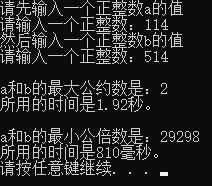 请先输入一个正整数a的值
请输入一个正整数：114
然后输入一个正整数b的值
请输入一个正整数：514
a和b的最大公约数是：2
所用的时间是1.92秒。
a和b的最小公倍数是：29298
所用的时间是810毫秒。
请按任意键继续. . .